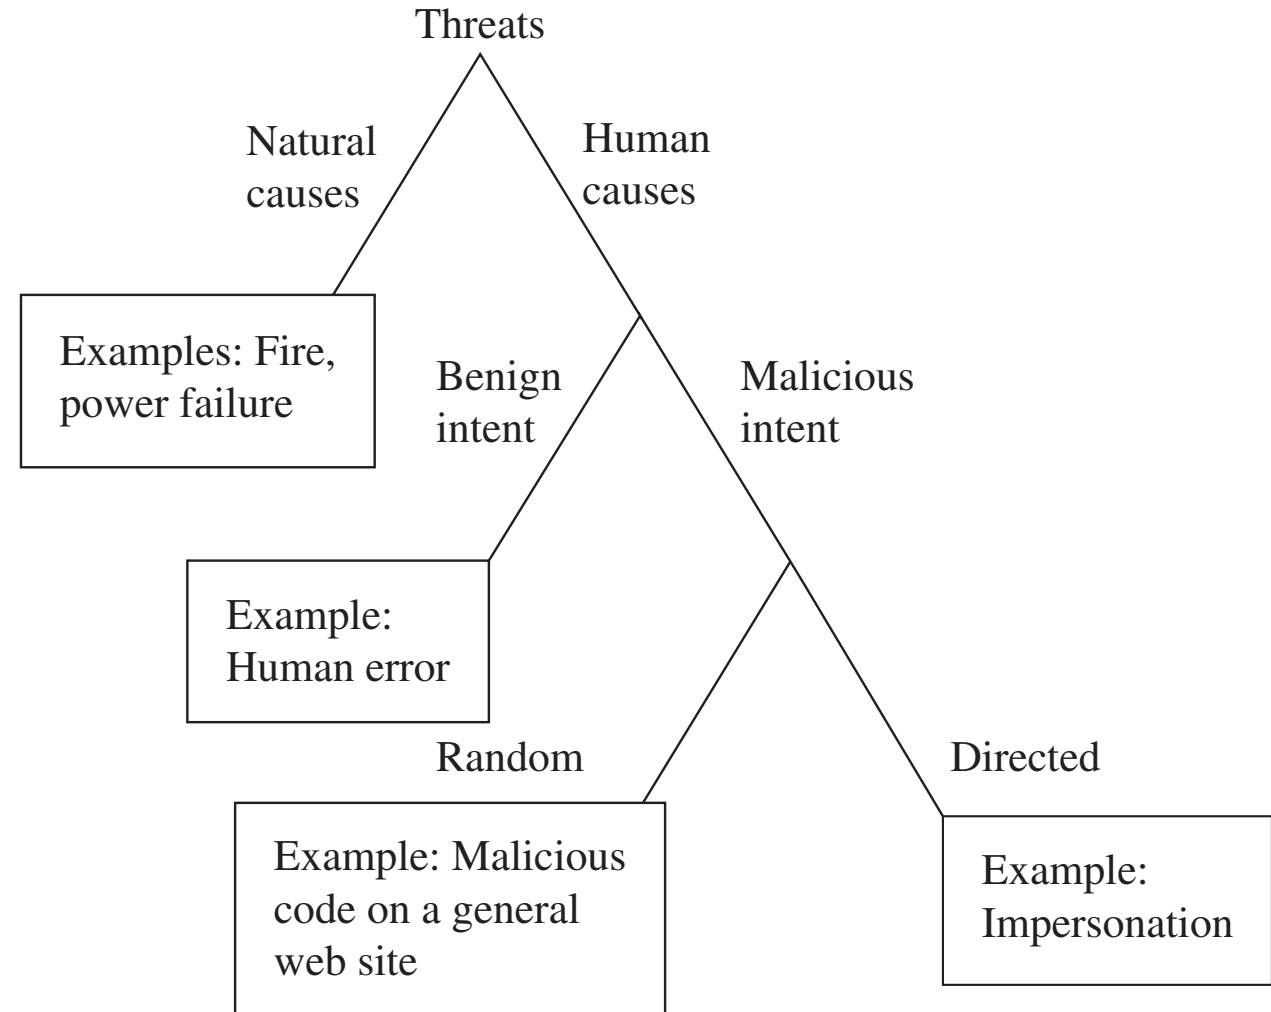 Threats
Natural
causes
Human
causes
Examples: Fire,
power failure
Benign
intent
Malicious
intent
Example:
Human error
Random
Directed
Example: Malicious
code on a general
web site
Example:
Impersonation